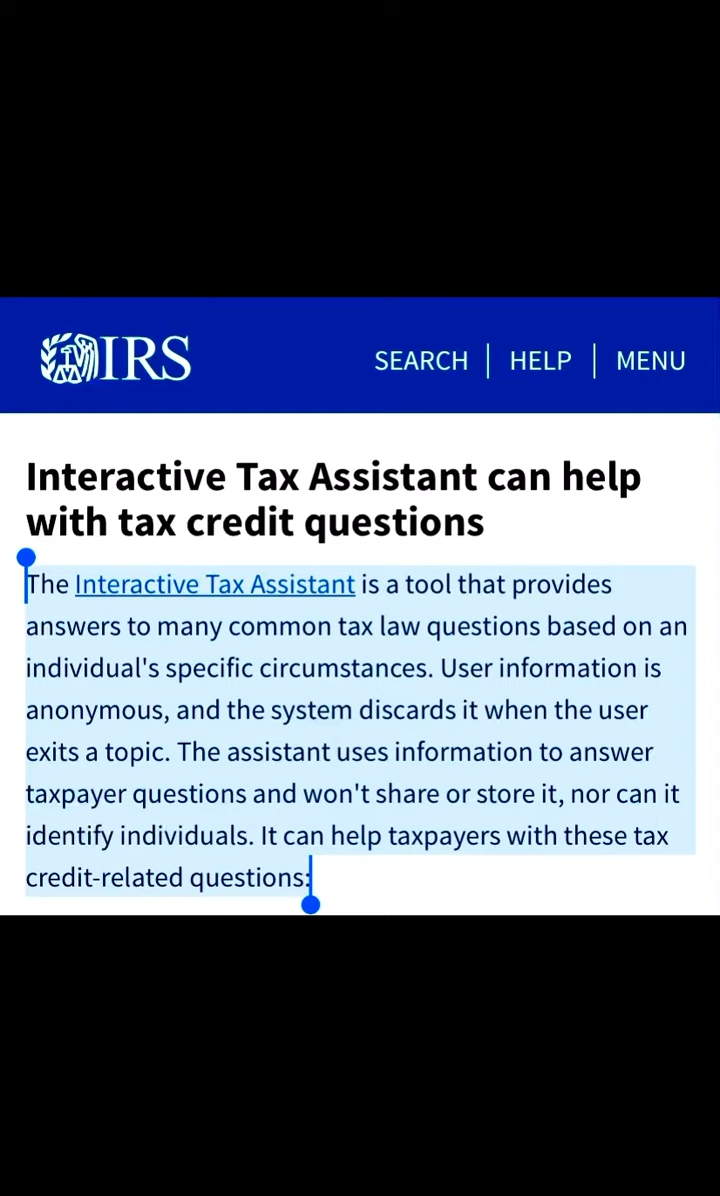 IRS
SEARCH | HELP | MENU
Interactive Tax Assistant can help
with tax credit questions
The Interactive Tax Assistant is a tool that provides
answers to many common tax law questions based on an
individual's specific circumstances. User information is
anonymous, and the system discards it when the user
exits a topic. The assistant uses information to answer
taxpayer questions and won't share or store it, nor can it
identify individuals. It can help taxpayers with these tax
credit-related questions: